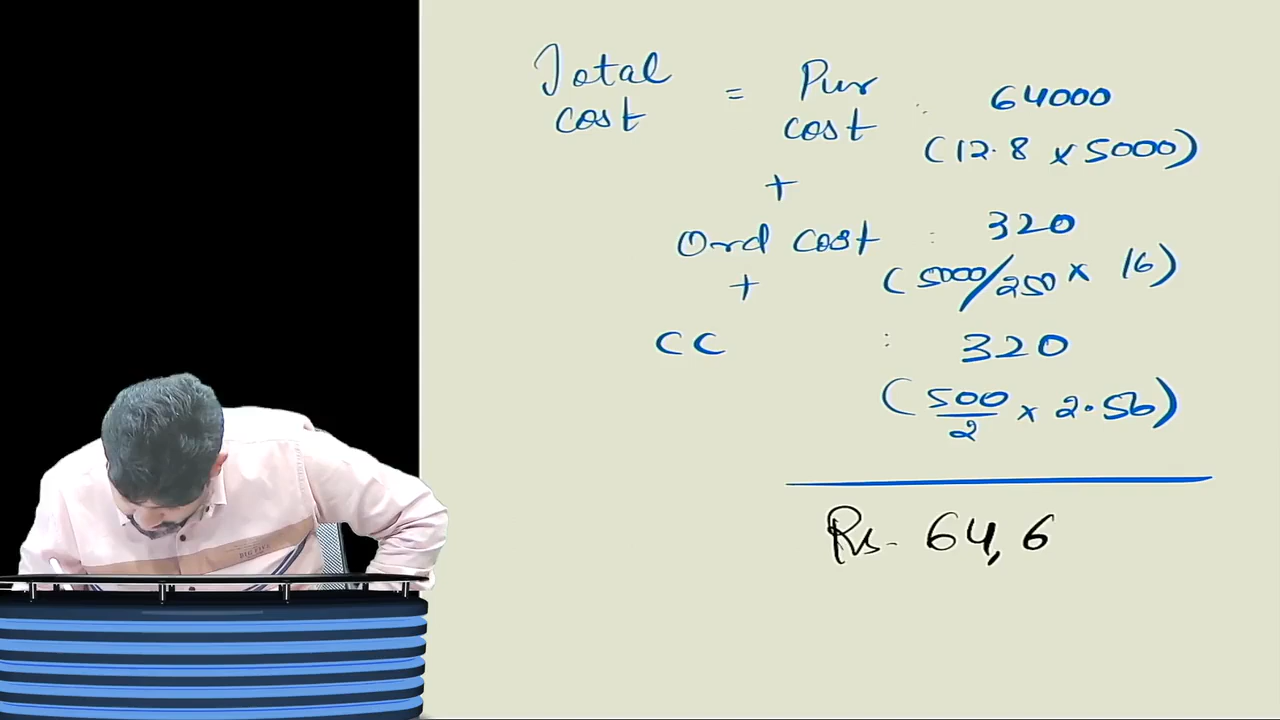 Total cost = Pur cost : 64000
(12.8 x 5000)
+
Ord cost : 320
+ (5000/250 x 16)
CC : 320
(500/2 x 2.56)
Rs. 64,6